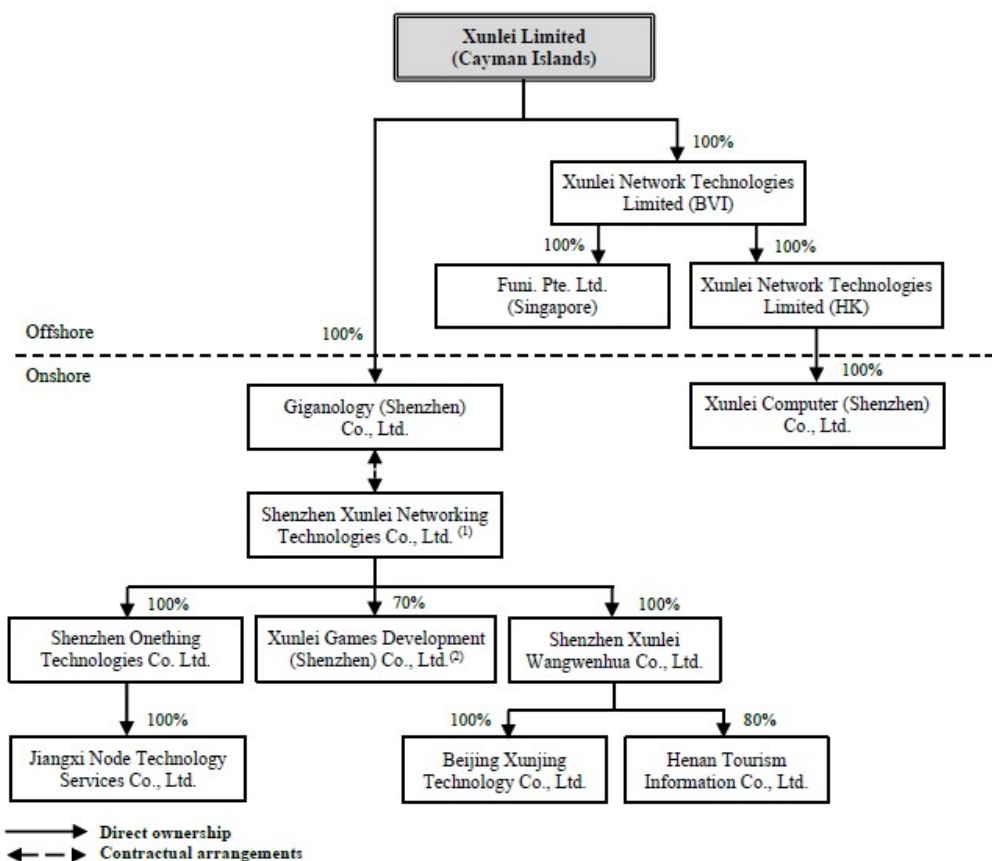 Xunlei Limited
(Cayman Islands)
100%
Xunlei Network Technologies
Limited (BVI)
100%
100%
Funi. Pte. Ltd.
(Singapore)
Xunlei Network Technologies
Limited (HK)
Offshore
100%
Onshore
100%
Giganology (Shenzhen)
Co., Ltd.
Xunlei Computer (Shenzhen)
Co., Ltd.
Shenzhen Xunlei Networking
Technologies Co., Ltd. (1)
100%
70%
100%
Shenzhen Onething
Technologies Co. Ltd.
Xunlei Games Development
(Shenzhen) Co., Ltd.(2)
Shenzhen Xunlei
Wangwenhua Co., Ltd.
100%
100%
80%
Jiangxi Node Technology
Services Co., Ltd.
Beijing Xunjing
Technology Co., Ltd.
Henan Tourism
Information Co., Ltd.
Direct ownership
Contractual arrangements